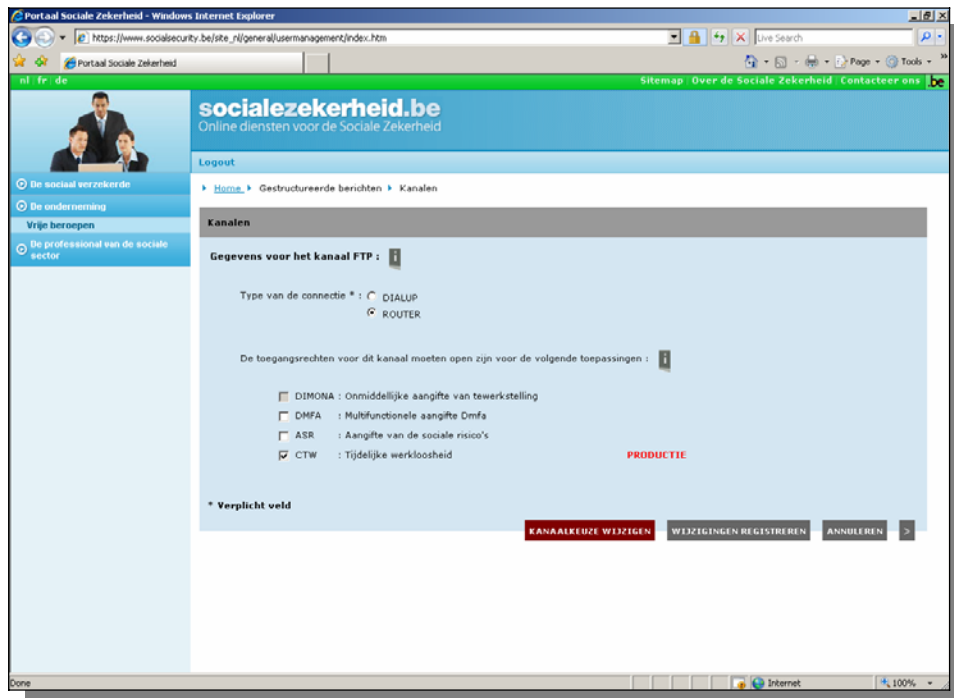 Portaal Sociale Zekerheid - Windows Internet Explorer
https://www.socialsecurity.be/site_nl/general/usermanagement/index.htm
Live Search
Portaal Sociale Zekerheid
Page
Tools
nl fr de
Sitemap Over de Sociale Zekerheid Contacteer ons
.be
socialezekerheid.be
Online diensten voor de Sociale Zekerheid
Logout
De sociaal verzekerde
De onderneming
Vrije beroepen
De professional van de sociale
sector
Home Gestructureerde berichten Kanalen
Kanalen
Gegevens voor het kanaal FTP : i
Type van de connectie * : DIALUP
ROUTER
De toegangsrechten voor dit kanaal moeten open zijn voor de volgende toepassingen : i
DIMONA : Onmiddellijke aangifte van tewerkstelling
DMFA : Multifunctionele aangifte Dmfa
ASR : Aangifte van de sociale risico's
CTW : Tijdelijke werkloosheid PRODUCTIE
* Verplicht veld
KANAALKEUZE WIJZIGEN WIJZIGINGEN REGISTREREN ANNULEREN >
Done
Internet
100%